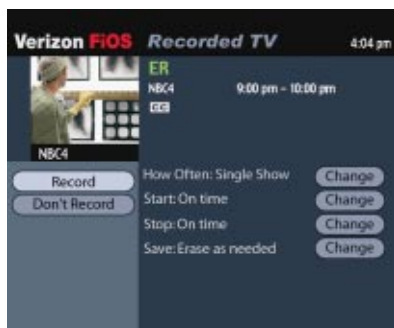 Verizon FiOS Recorded TV 4:04 pm
ER
NBC4 9:00 pm – 10:00 pm
CC
NBC4
Record
Don't Record
How Often: Single Show Change
Start: On time Change
Stop: On time Change
Save: Erase as needed Change